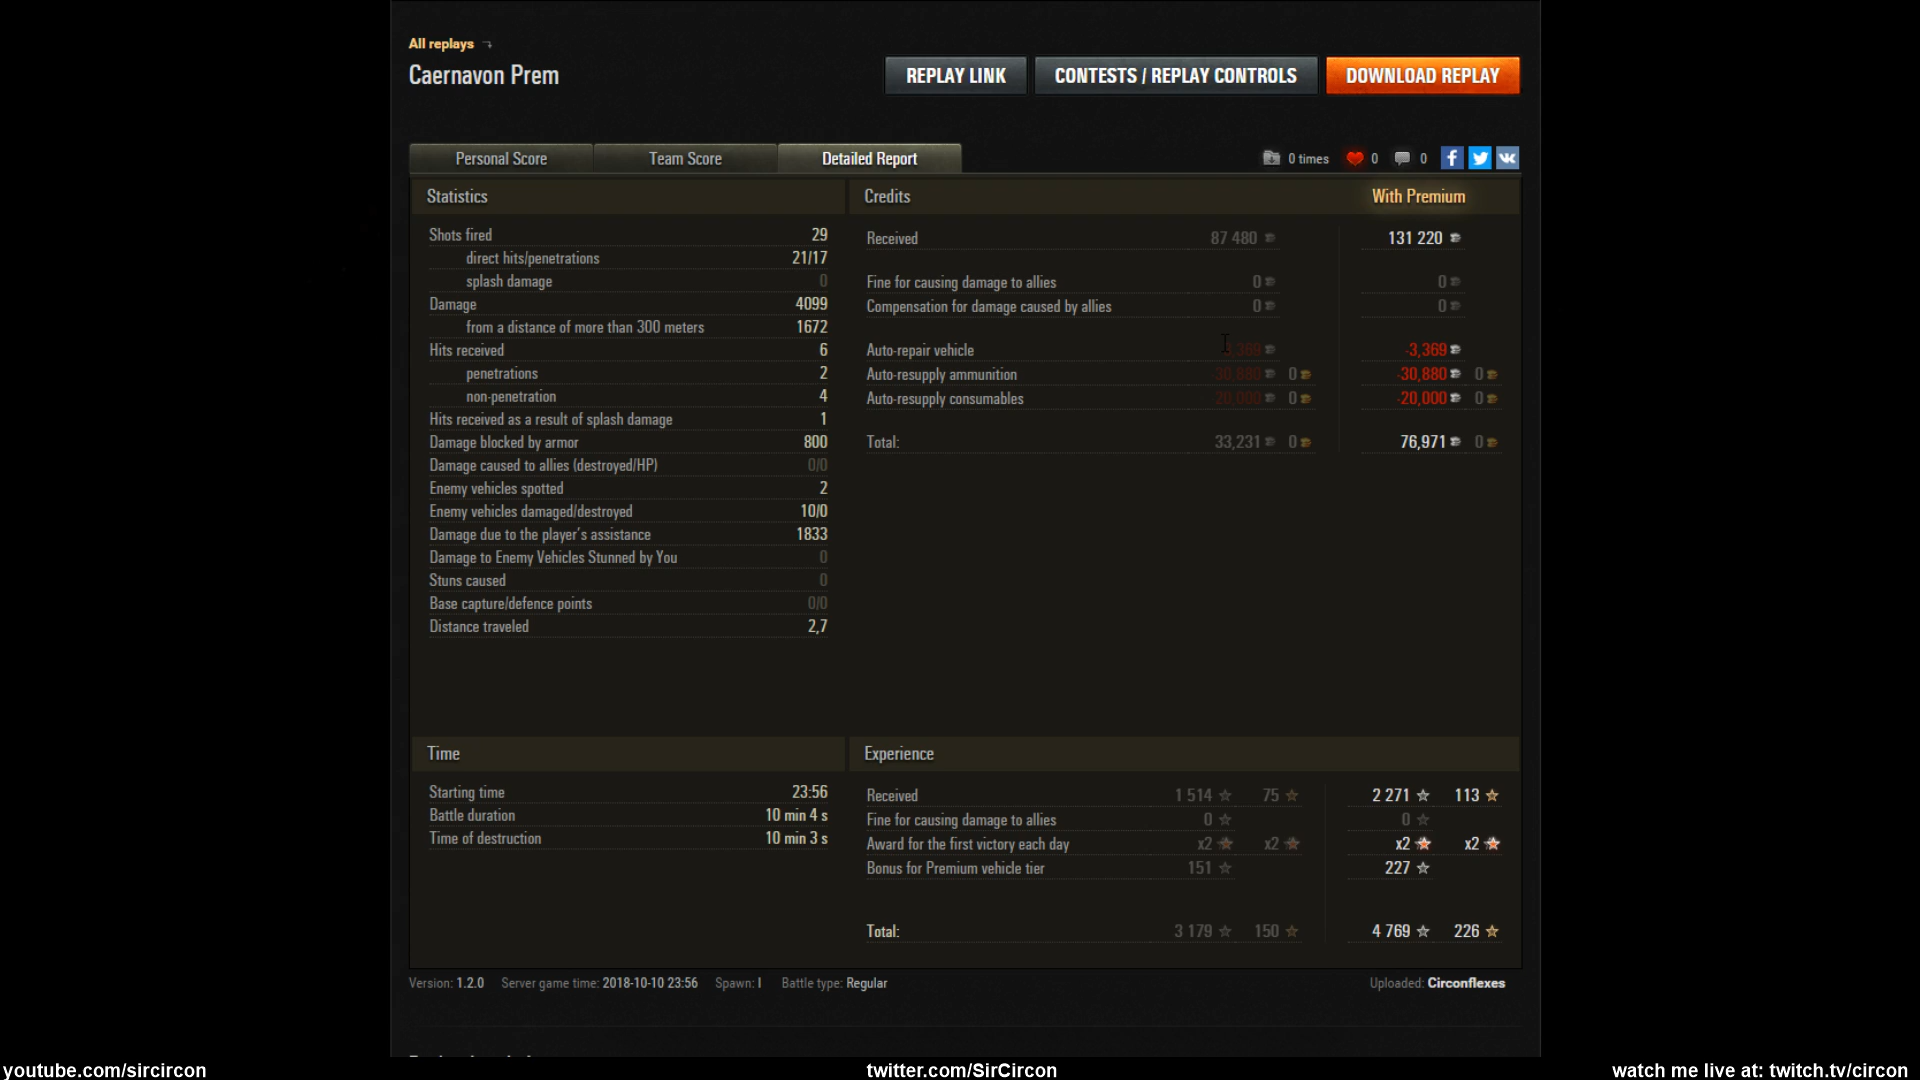 All replays
Caernavon Prem
REPLAY LINK
CONTESTS / REPLAY CONTROLS
DOWNLOAD REPLAY
Personal Score
Team Score
Detailed Report
0 times
0
0
Statistics
Shots fired 29
direct hits/penetrations 21/17
splash damage 0
Damage 4099
from a distance of more than 300 meters 1672
Hits received 6
penetrations 2
non-penetration 4
Hits received as a result of splash damage 1
Damage blocked by armor 800
Damage caused to allies (destroyed/HP) 0/0
Enemy vehicles spotted 2
Enemy vehicles damaged/destroyed 10/0
Damage due to the player's assistance 1833
Damage to Enemy Vehicles Stunned by You 0
Stuns caused 0
Base capture/defence points 0/0
Distance traveled 2,7
Credits With Premium
Received 87 480 131 220
Fine for causing damage to allies 0 0
Compensation for damage caused by allies 0 0
Auto-repair vehicle -3,369
Auto-resupply ammunition 30,880 0 -30,880 0
Auto-resupply consumables 20,000 0 -20,000 0
Total: 33,231 0 76,971 0
Time
Starting time 23:56
Battle duration 10 min 4 s
Time of destruction 10 min 3 s
Experience
Received 1 514 75 2 271 113
Fine for causing damage to allies 0 0
Award for the first victory each day x2 x2 x2 x2
Bonus for Premium vehicle tier 151 227
Total: 3 179 150 4 769 226
Version: 1.2.0 Server game time: 2018-10-10 23:56 Spawn: I Battle type: Regular
Uploaded: Circonflexes
youtube.com/sircircon
twitter.com/SirCircon
watch me live at: twitch.tv/circon